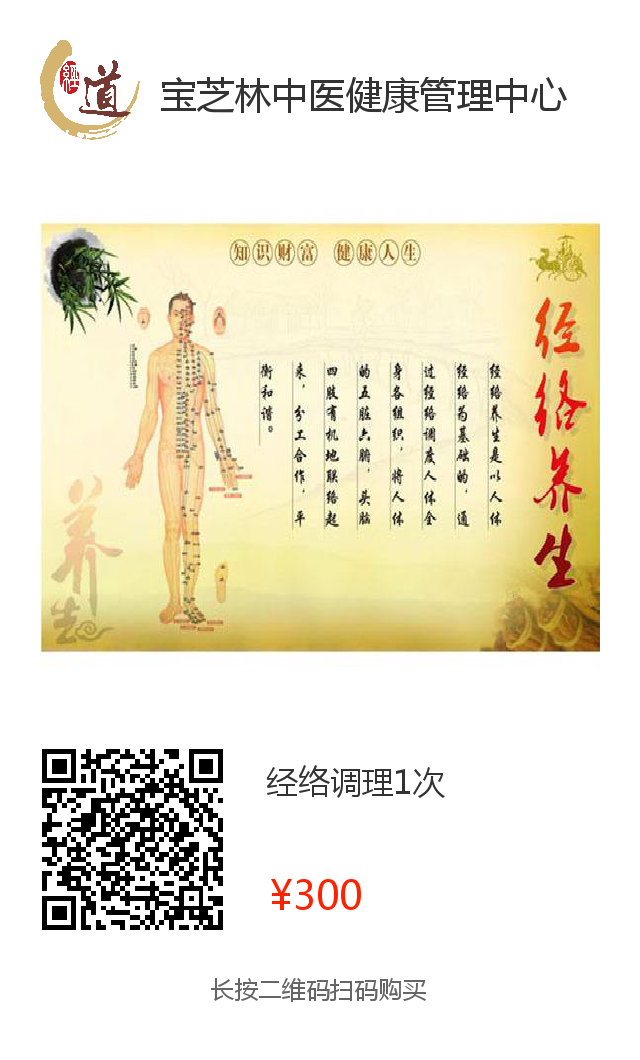 經
道
宝芝林中医健康管理中心
知识财富 健康人生
经络养生
经络养生是以人体
经络为基础的，通
过经络调度人体全
身各组织，将人体
的五脏六腑，头脑
四肢有机地联络起
来，分工合作，平
衡和谐。
养生
经络调理1次
¥300
长按二维码扫码购买